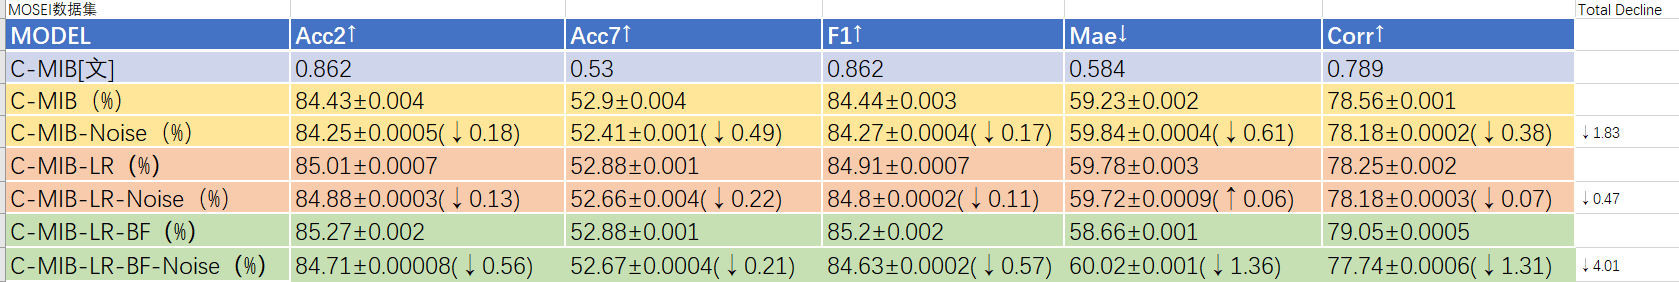 MOSEI数据集 Total Decline
MODEL Acc2↑ Acc7↑ F1↑ Mae↓ Corr↑
C-MIB[文] 0.862 0.53 0.862 0.584 0.789
C-MIB（%） 84.43±0.004 52.9±0.004 84.44±0.003 59.23±0.002 78.56±0.001
C-MIB-Noise（%） 84.25±0.0005(↓0.18) 52.41±0.001(↓0.49) 84.27±0.0004(↓0.17) 59.84±0.0004(↓0.61) 78.18±0.0002(↓0.38) ↓1.83
C-MIB-LR（%） 85.01±0.0007 52.88±0.001 84.91±0.0007 59.78±0.003 78.25±0.002
C-MIB-LR-Noise（%） 84.88±0.0003(↓0.13) 52.66±0.004(↓0.22) 84.8±0.0002(↓0.11) 59.72±0.0009(↑0.06) 78.18±0.0003(↓0.07) ↓0.47
C-MIB-LR-BF（%） 85.27±0.002 52.88±0.001 85.2±0.002 58.66±0.001 79.05±0.0005
C-MIB-LR-BF-Noise（%） 84.71±0.00008(↓0.56) 52.67±0.0004(↓0.21) 84.63±0.0002(↓0.57) 60.02±0.001(↓1.36) 77.74±0.0006(↓1.31) ↓4.01